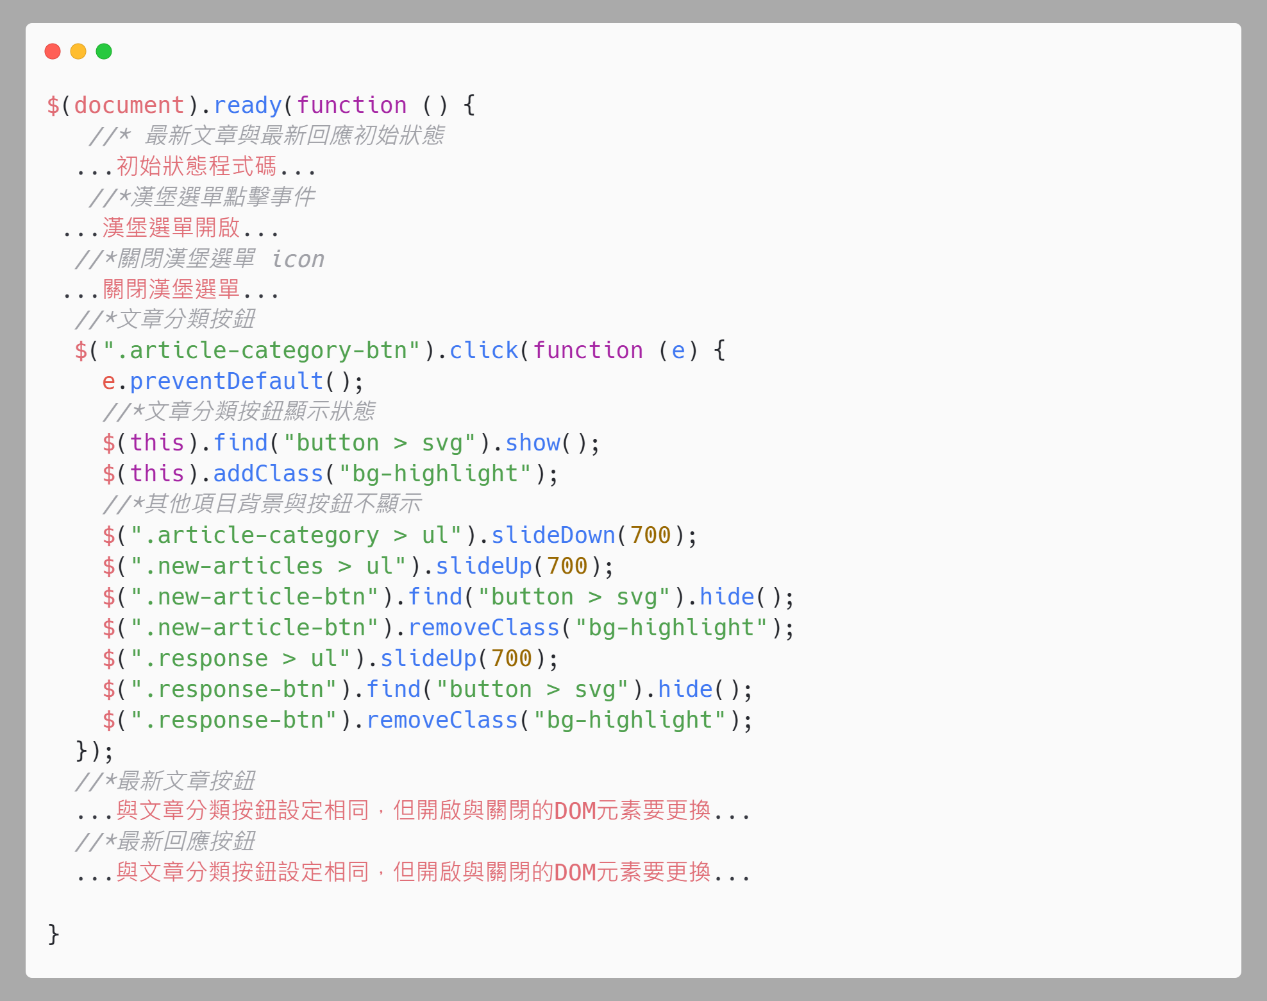 $(document).ready(function () {
//* 最新文章與最新回應初始狀態
...初始狀態程式碼...
//*漢堡選單點擊事件
...漢堡選單開啟...
//*關閉漢堡選單 icon
...關閉漢堡選單...
//*文章分類按鈕
$(".article-category-btn").click(function (e) {
e.preventDefault();
//*文章分類按鈕顯示狀態
$(this).find("button > svg").show();
$(this).addClass("bg-highlight");
//*其他項目背景與按鈕不顯示
$(".article-category > ul").slideDown(700);
$(".new-articles > ul").slideUp(700);
$(".new-article-btn").find("button > svg").hide();
$(".new-article-btn").removeClass("bg-highlight");
$(".response > ul").slideUp(700);
$(".response-btn").find("button > svg").hide();
$(".response-btn").removeClass("bg-highlight");
});
//*最新文章按鈕
...與文章分類按鈕設定相同，但開啟與關閉的DOM元素要更換...
//*最新回應按鈕
...與文章分類按鈕設定相同，但開啟與關閉的DOM元素要更換...
}